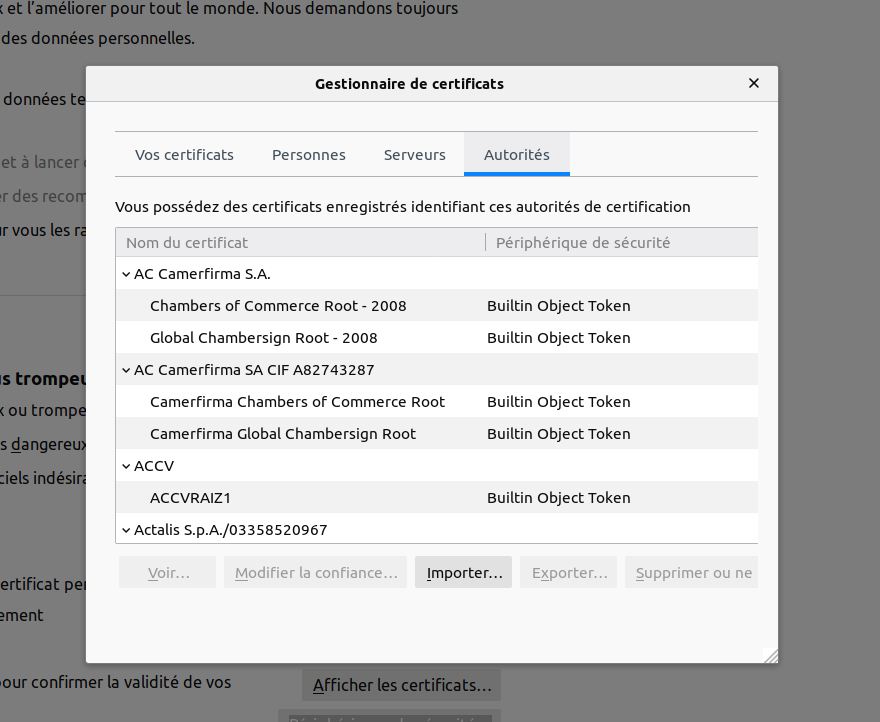 x et l'améliorer pour tout le monde. Nous demandons toujours
des données personnelles.
Gestionnaire de certificats
données te
Vos certificats Personnes Serveurs Autorités
et à lancer
er des recom
Vous possédez des certificats enregistrés identifiant ces autorités de certification
ur vous les ra
Nom du certificat Périphérique de sécurité
AC Camerfirma S.A.
Chambers of Commerce Root - 2008 Builtin Object Token
Global Chambersign Root - 2008 Builtin Object Token
AC Camerfirma SA CIF A82743287
s trompeu
Camerfirma Chambers of Commerce Root Builtin Object Token
x ou trompe
Camerfirma Global Chambersign Root Builtin Object Token
s dangereux
ACCV
ciels indésira
ACCVRAIZ1 Builtin Object Token
Actalis S.p.A./03358520967
Voir… Modifier la confiance… Importer… Exporter… Supprimer ou ne
ertificat per
ement
pour confirmer la validité de vos
Afficher les certificats…